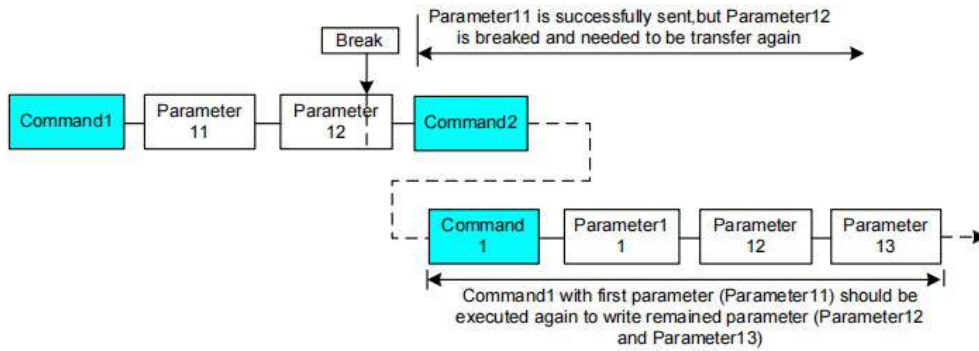 Parameter11 is successfully sent,but Parameter12
is breaked and needed to be transfer again
Break
Command1
Parameter
11
Parameter
12
Command2
Command
1
Parameter1
1
Parameter
12
Parameter
13
Command1 with first parameter (Parameter11) should be
executed again to write remained parameter (Parameter12
and Parameter13)